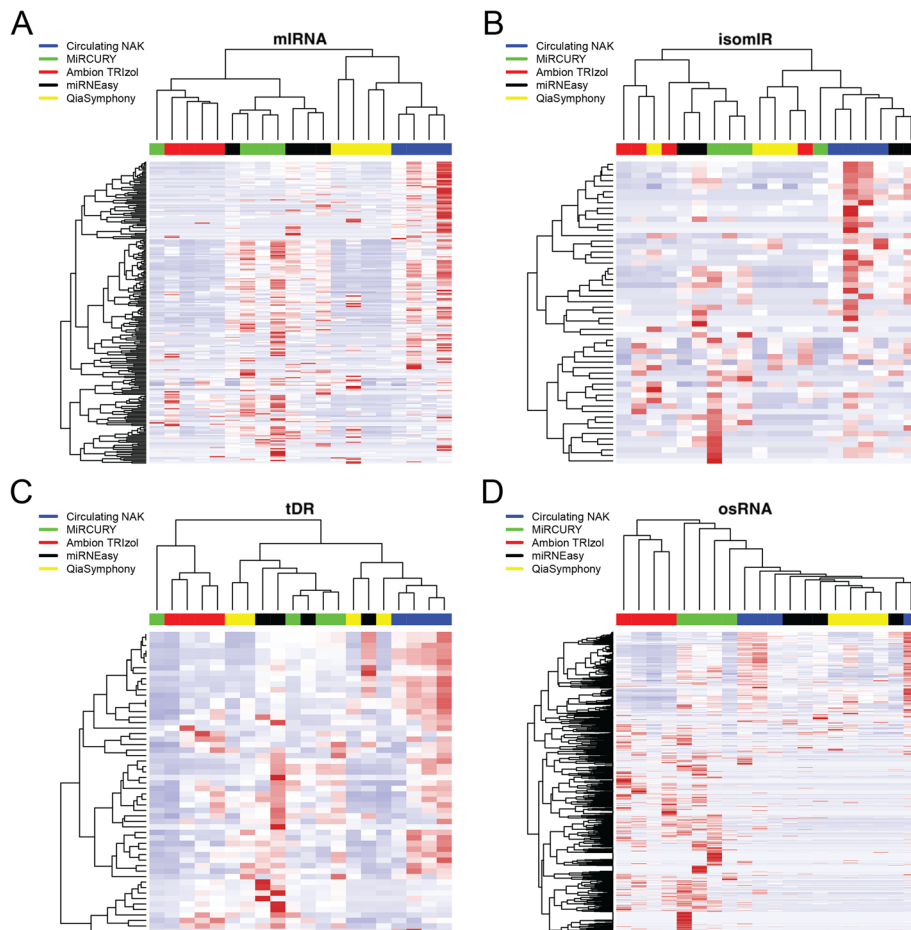 A
mIRNA
Circulating NAK
MiRCURY
Ambion TRIzol
miRNEasy
QiaSymphony
B
isomIR
Circulating NAK
MiRCURY
Ambion TRIzol
miRNEasy
QiaSymphony
C
tDR
Circulating NAK
MiRCURY
Ambion TRIzol
miRNEasy
QiaSymphony
D
osRNA
Circulating NAK
MiRCURY
Ambion TRIzol
miRNEasy
QiaSymphony